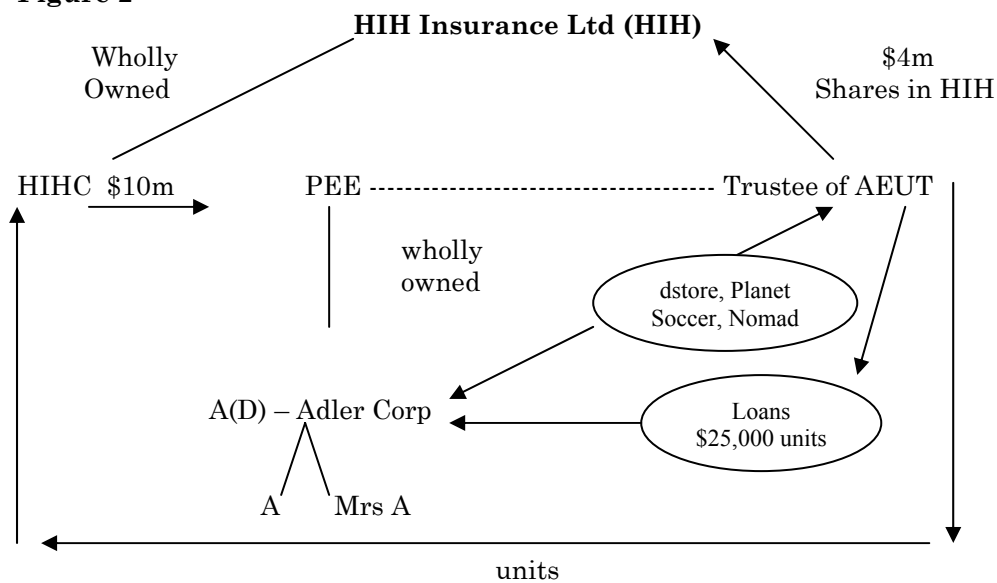 Figure 2
HIH Insurance Ltd (HIH)
Wholly
Owned
$4m
Shares in HIH
HIHC $10m
PEE
Trustee of AEUT
wholly
owned
dstore, Planet
Soccer, Nomad
A(D) – Adler Corp
Loans
$25,000 units
A
Mrs A
units